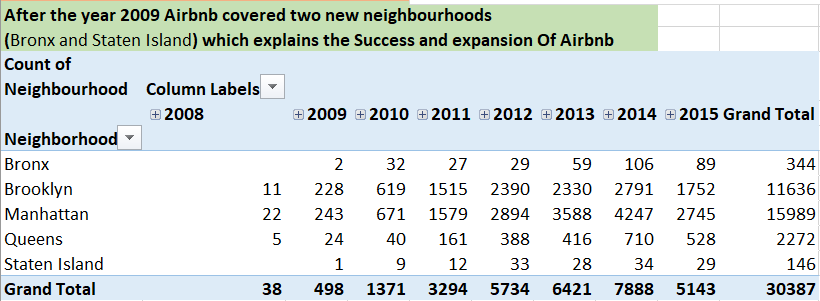 After the year 2009 Airbnb covered two new neighbourhoods
(Bronx and Staten Island) which explains the Success and expansion Of Airbnb
Count of
Neighbourhood Column Labels
2008 2009 2010 2011 2012 2013 2014 2015 Grand Total
Neighborhood
Bronx 2 32 27 29 59 106 89 344
Brooklyn 11 228 619 1515 2390 2330 2791 1752 11636
Manhattan 22 243 671 1579 2894 3588 4247 2745 15989
Queens 5 24 40 161 388 416 710 528 2272
Staten Island 1 9 12 33 28 34 29 146
Grand Total 38 498 1371 3294 5734 6421 7888 5143 30387